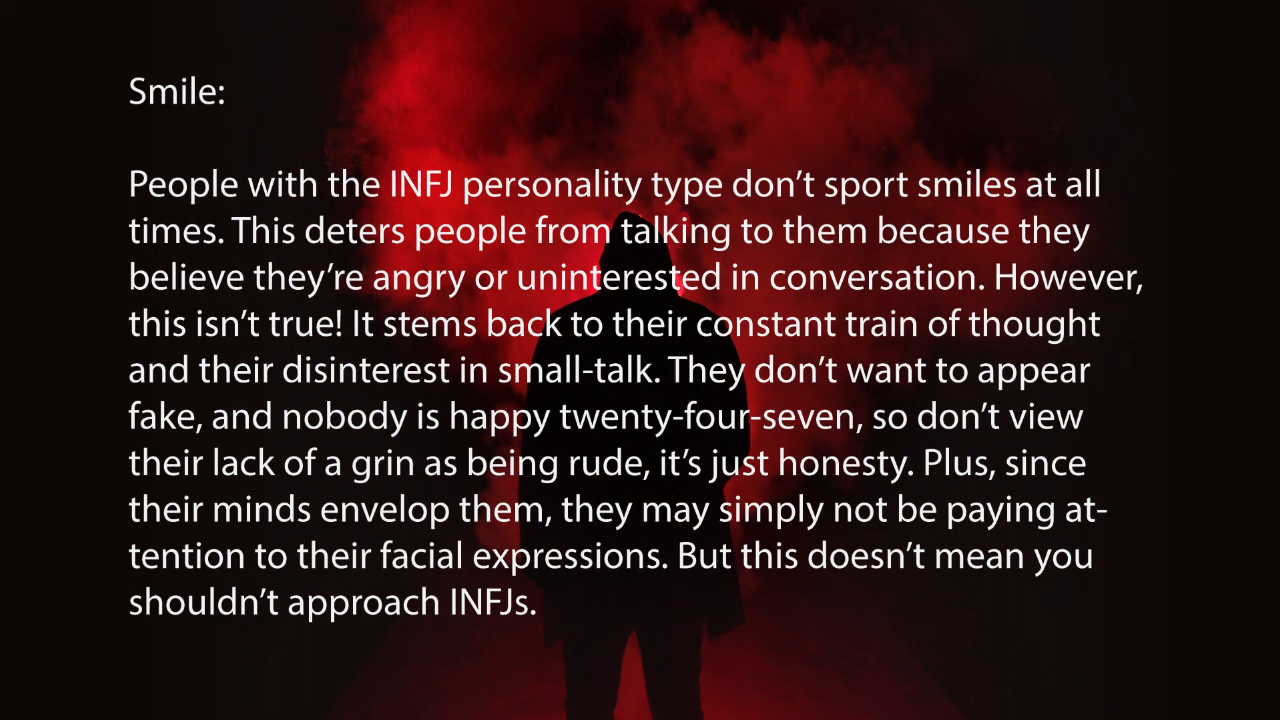 Smile:
People with the INFJ personality type don’t sport smiles at all
times. This deters people from talking to them because they
believe they’re angry or uninterested in conversation. However,
this isn’t true! It stems back to their constant train of thought
and their disinterest in small-talk. They don’t want to appear
fake, and nobody is happy twenty-four-seven, so don’t view
their lack of a grin as being rude, it’s just honesty. Plus, since
their minds envelop them, they may simply not be paying at-
tention to their facial expressions. But this doesn’t mean you
shouldn’t approach INFJs.